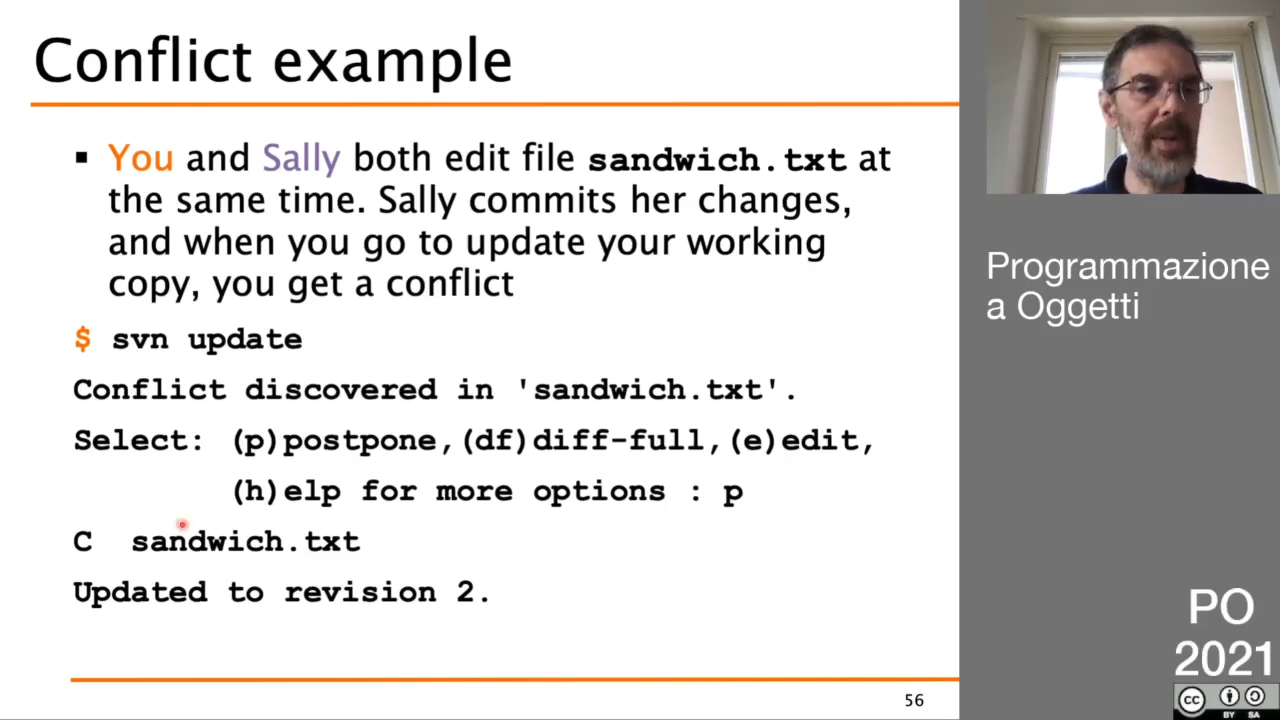 Conflict example
▪ You and Sally both edit file sandwich.txt at
the same time. Sally commits her changes,
and when you go to update your working
copy, you get a conflict
$ svn update
Conflict discovered in 'sandwich.txt'.
Select: (p)postpone,(df)diff-full,(e)edit,
(h)elp for more options : p
C sandwich.txt
Updated to revision 2.
56
Programmazione
a Oggetti
PO
2021
cc
BY SA